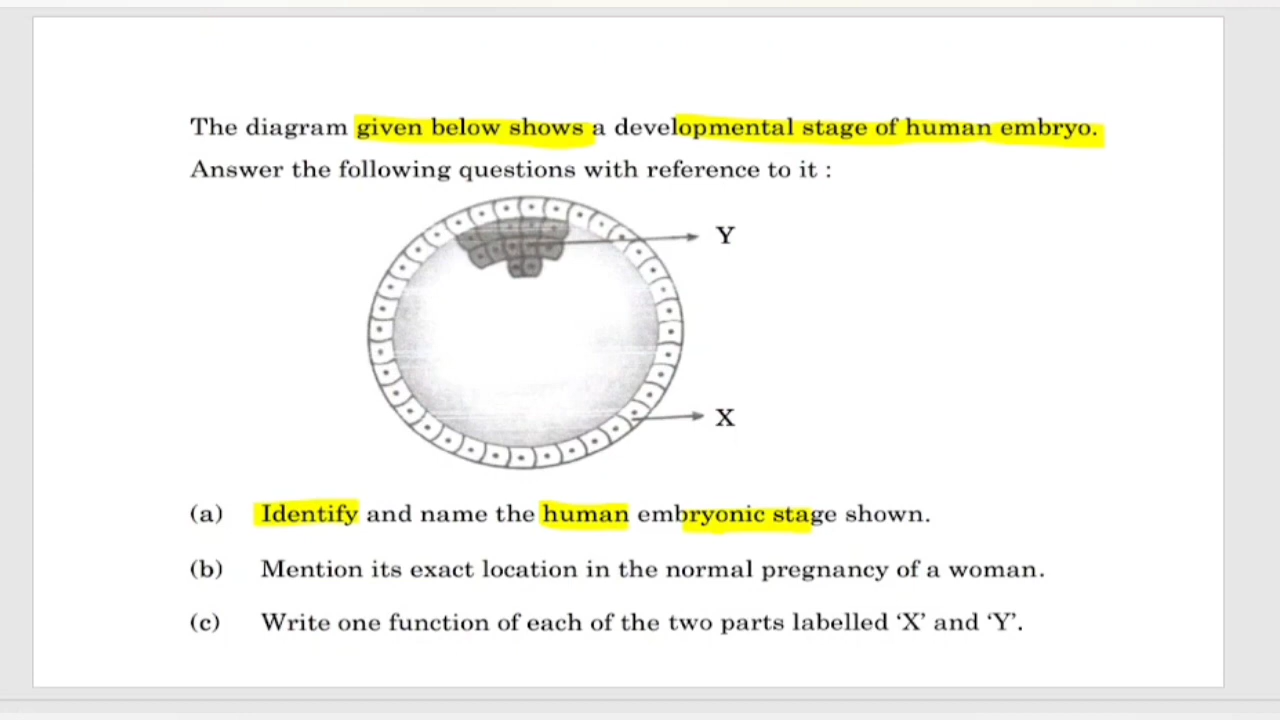 The diagram given below shows a developmental stage of human embryo.
Answer the following questions with reference to it :
Y
X
(a) Identify and name the human embryonic stage shown.
(b) Mention its exact location in the normal pregnancy of a woman.
(c) Write one function of each of the two parts labelled ‘X’ and ‘Y’.